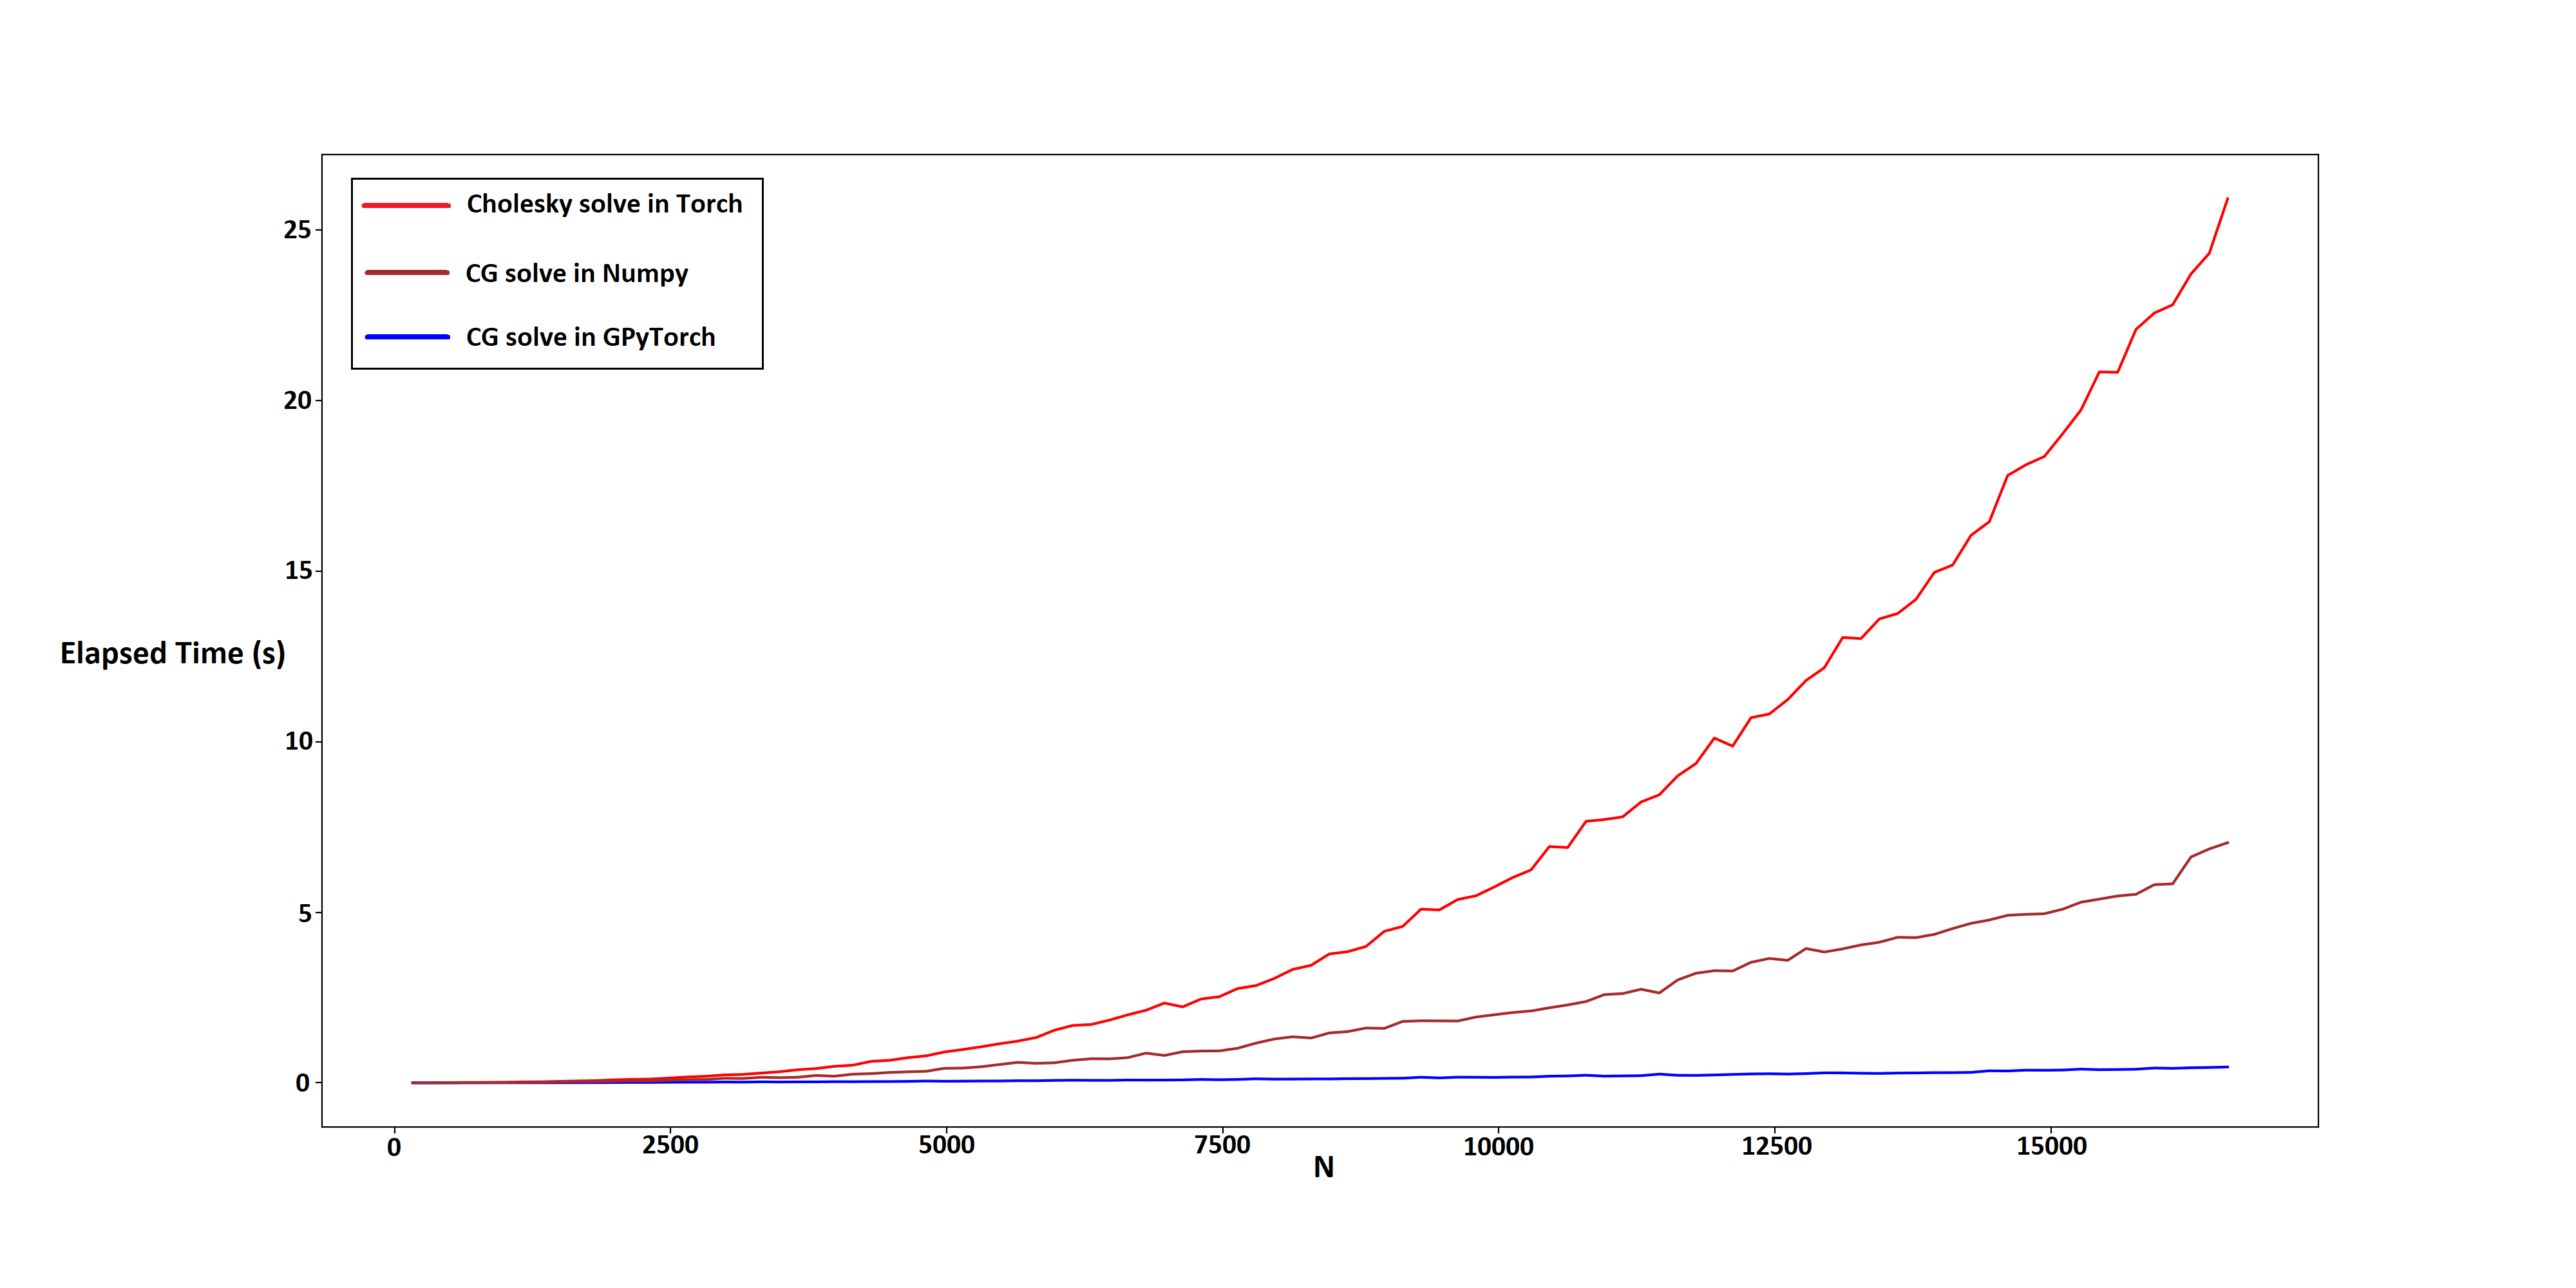 Cholesky solve in Torch
CG solve in Numpy
CG solve in GPyTorch
25
20
15
10
5
0
Elapsed Time (s)
0 2500 5000 7500 10000 12500 15000
N